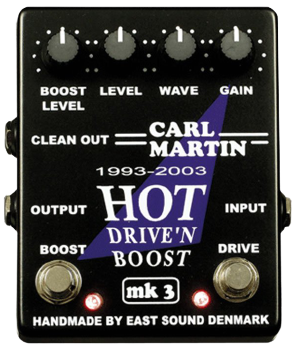 BOOST LEVEL LEVEL WAVE GAIN
CLEAN OUT
CARL
MARTIN
1993-2003
HOT
DRIVE'N
BOOST
OUTPUT
INPUT
BOOST
DRIVE
mk 3
HANDMADE BY EAST SOUND DENMARK